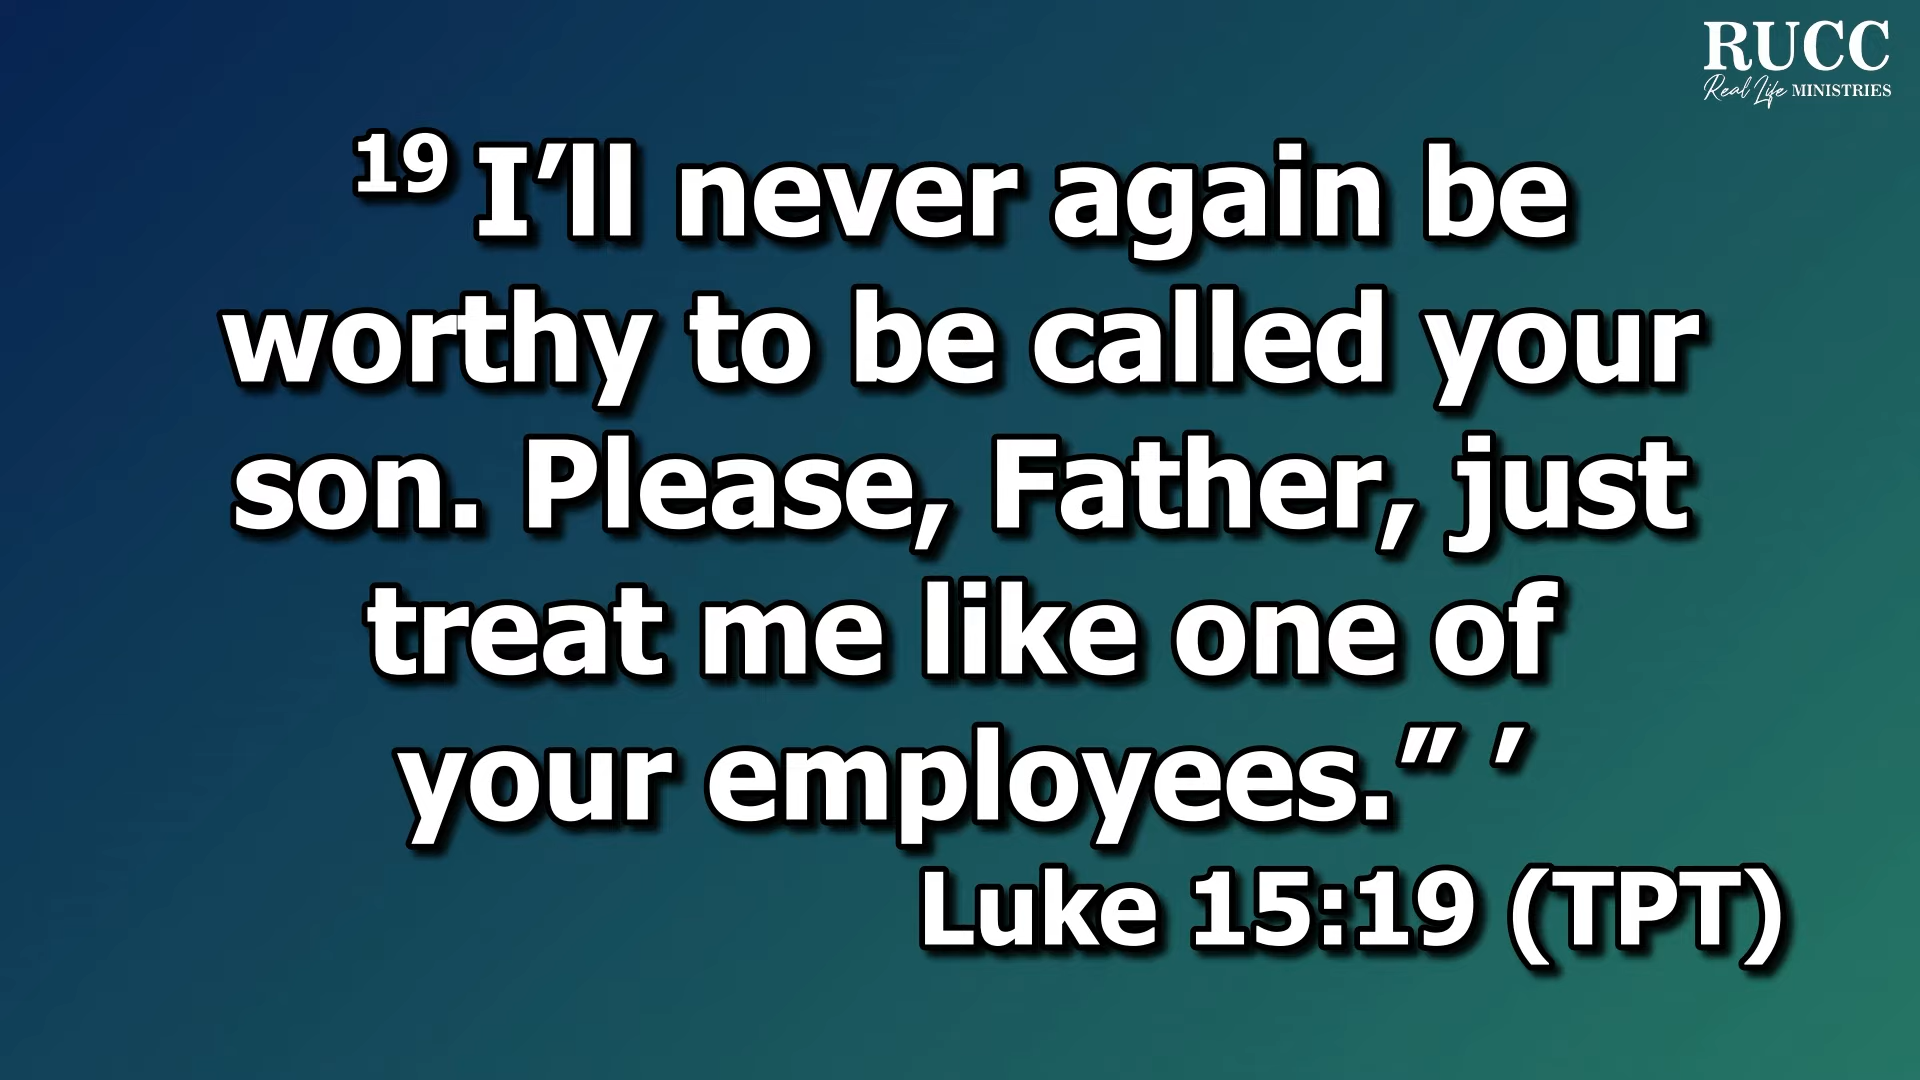 RUCC
Real Life MINISTRIES
19 I’ll never again be
worthy to be called your
son. Please, Father, just
treat me like one of
your employees.” ’
Luke 15:19 (TPT)